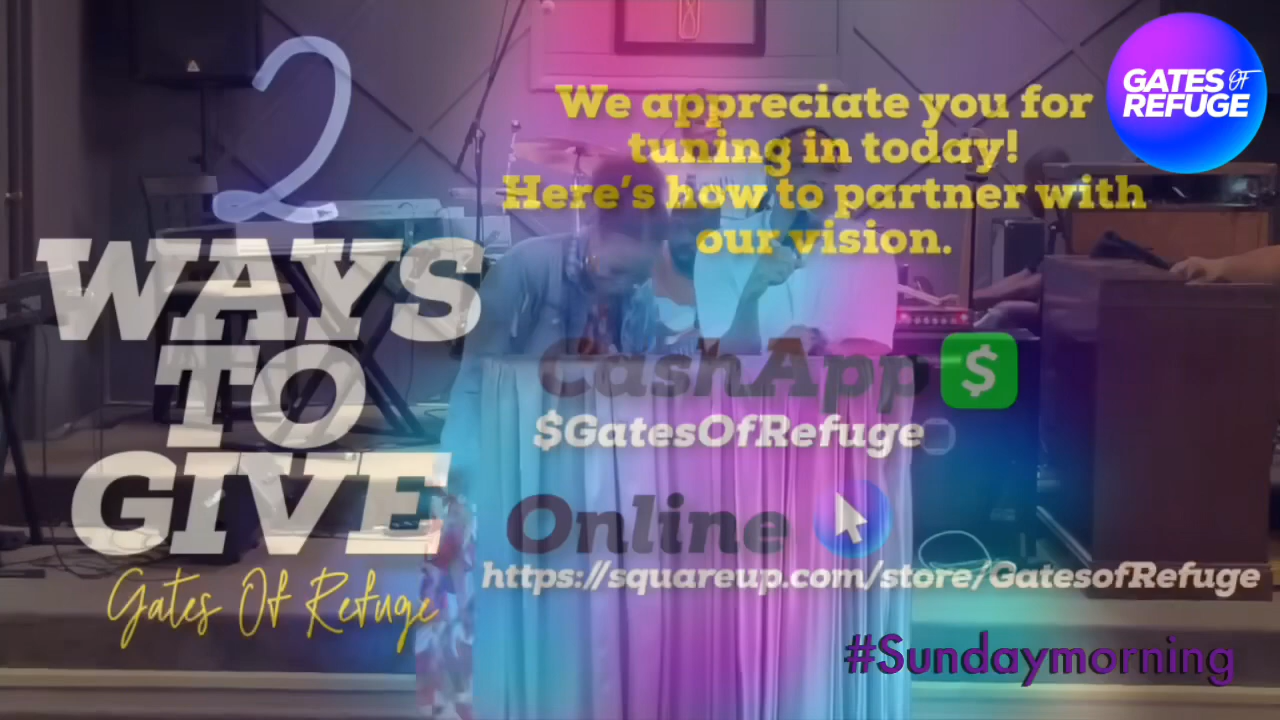 2
WAYS
TO
GIVE
Gates Of Refuge
We appreciate you for
tuning in today!
Here's how to partner with
our vision.
CashApp $
$GatesOfRefuge
Online
https://squareup.com/store/GatesofRefuge
#Sundaymorning
GATES OF
REFUGE